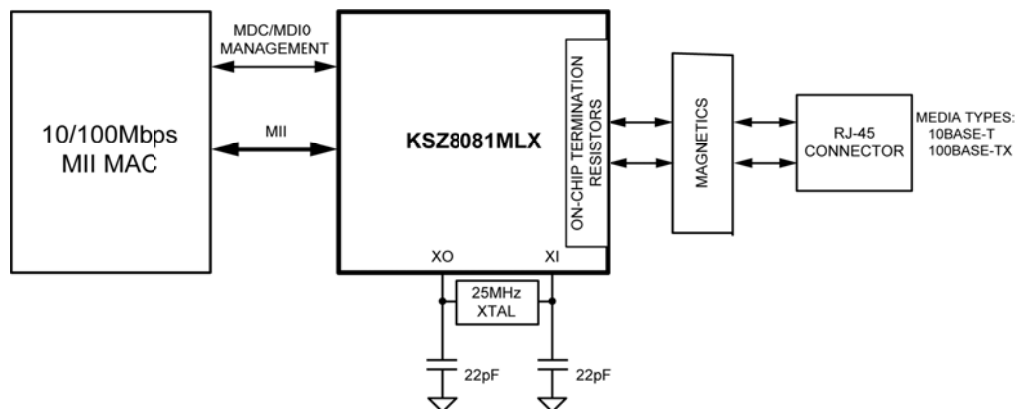 MDC/MDI0
MANAGEMENT
10/100Mbps
MII MAC
MII
KSZ8081MLX
ON-CHIP TERMINATION
RESISTORS
MAGNETICS
RJ-45
CONNECTOR
MEDIA TYPES:
10BASE-T
100BASE-TX
XO
XI
25MHz
XTAL
22pF
22pF